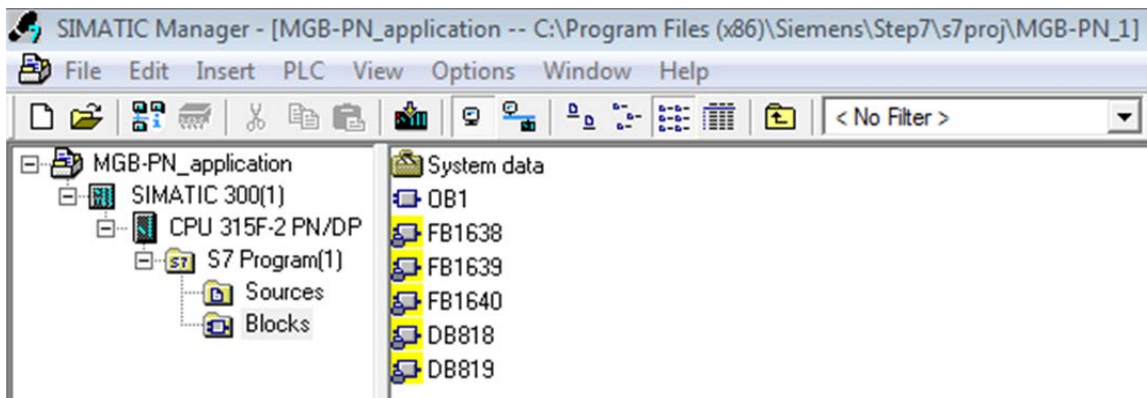 SIMATIC Manager - [MGB-PN_application -- C:\Program Files (x86)\Siemens\Step7\s7proj\MGB-PN_1]
File Edit Insert PLC View Options Window Help
< No Filter >
MGB-PN_application
SIMATIC 300(1)
CPU 315F-2 PN/DP
S7 Program(1)
Sources
Blocks
System data
OB1
FB1638
FB1639
FB1640
DB818
DB819